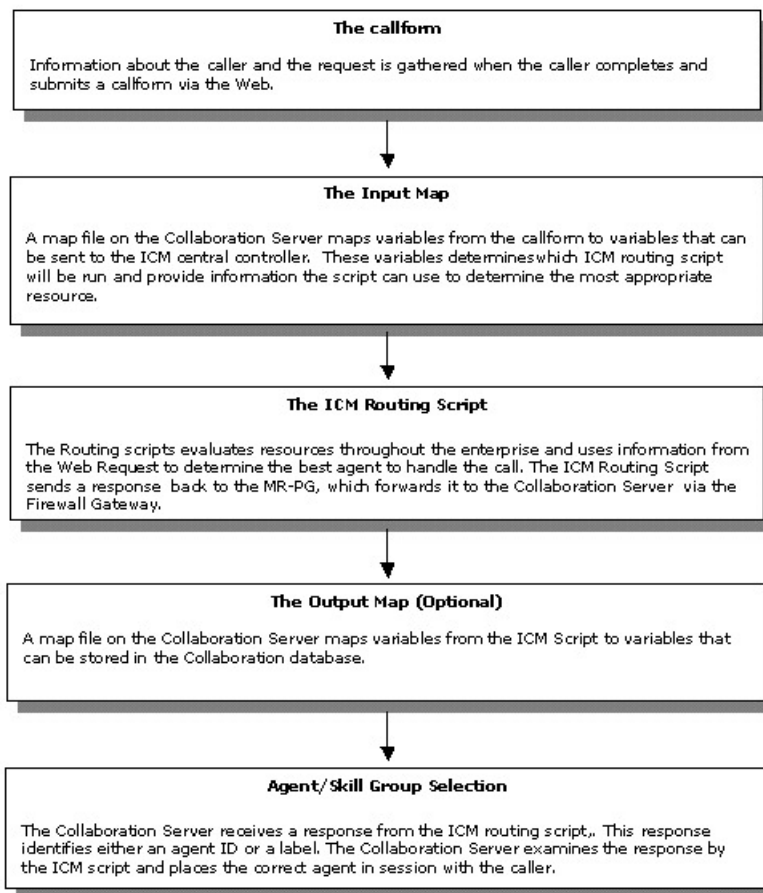 The callform
Information about the caller and the request is gathered when the caller completes and
submits a callform via the Web.
The Input Map
A map file on the Collaboration Server maps variables from the callform to variables that can
be sent to the ICM central controller. These variables determines which ICM routing script
will be run and provide information the script can use to determine the most appropriate
resource.
The ICM Routing Script
The Routing scripts evaluates resources throughout the enterprise and uses information from
the Web Request to determine the best agent to handle the call. The ICM Routing Script
sends a response back to the MR-PG, which forwards it to the Collaboration Server via the
Firewall Gateway.
The Output Map (Optional)
A map file on the Collaboration Server maps variables from the ICM Script to variables that
can be stored in the Collaboration database.
Agent/Skill Group Selection
The Collaboration Server receives a response from the ICM routing script,. This response
identifies either an agent ID or a label. The Collaboration Server examines the response by
the ICM script and places the correct agent in session with the caller.